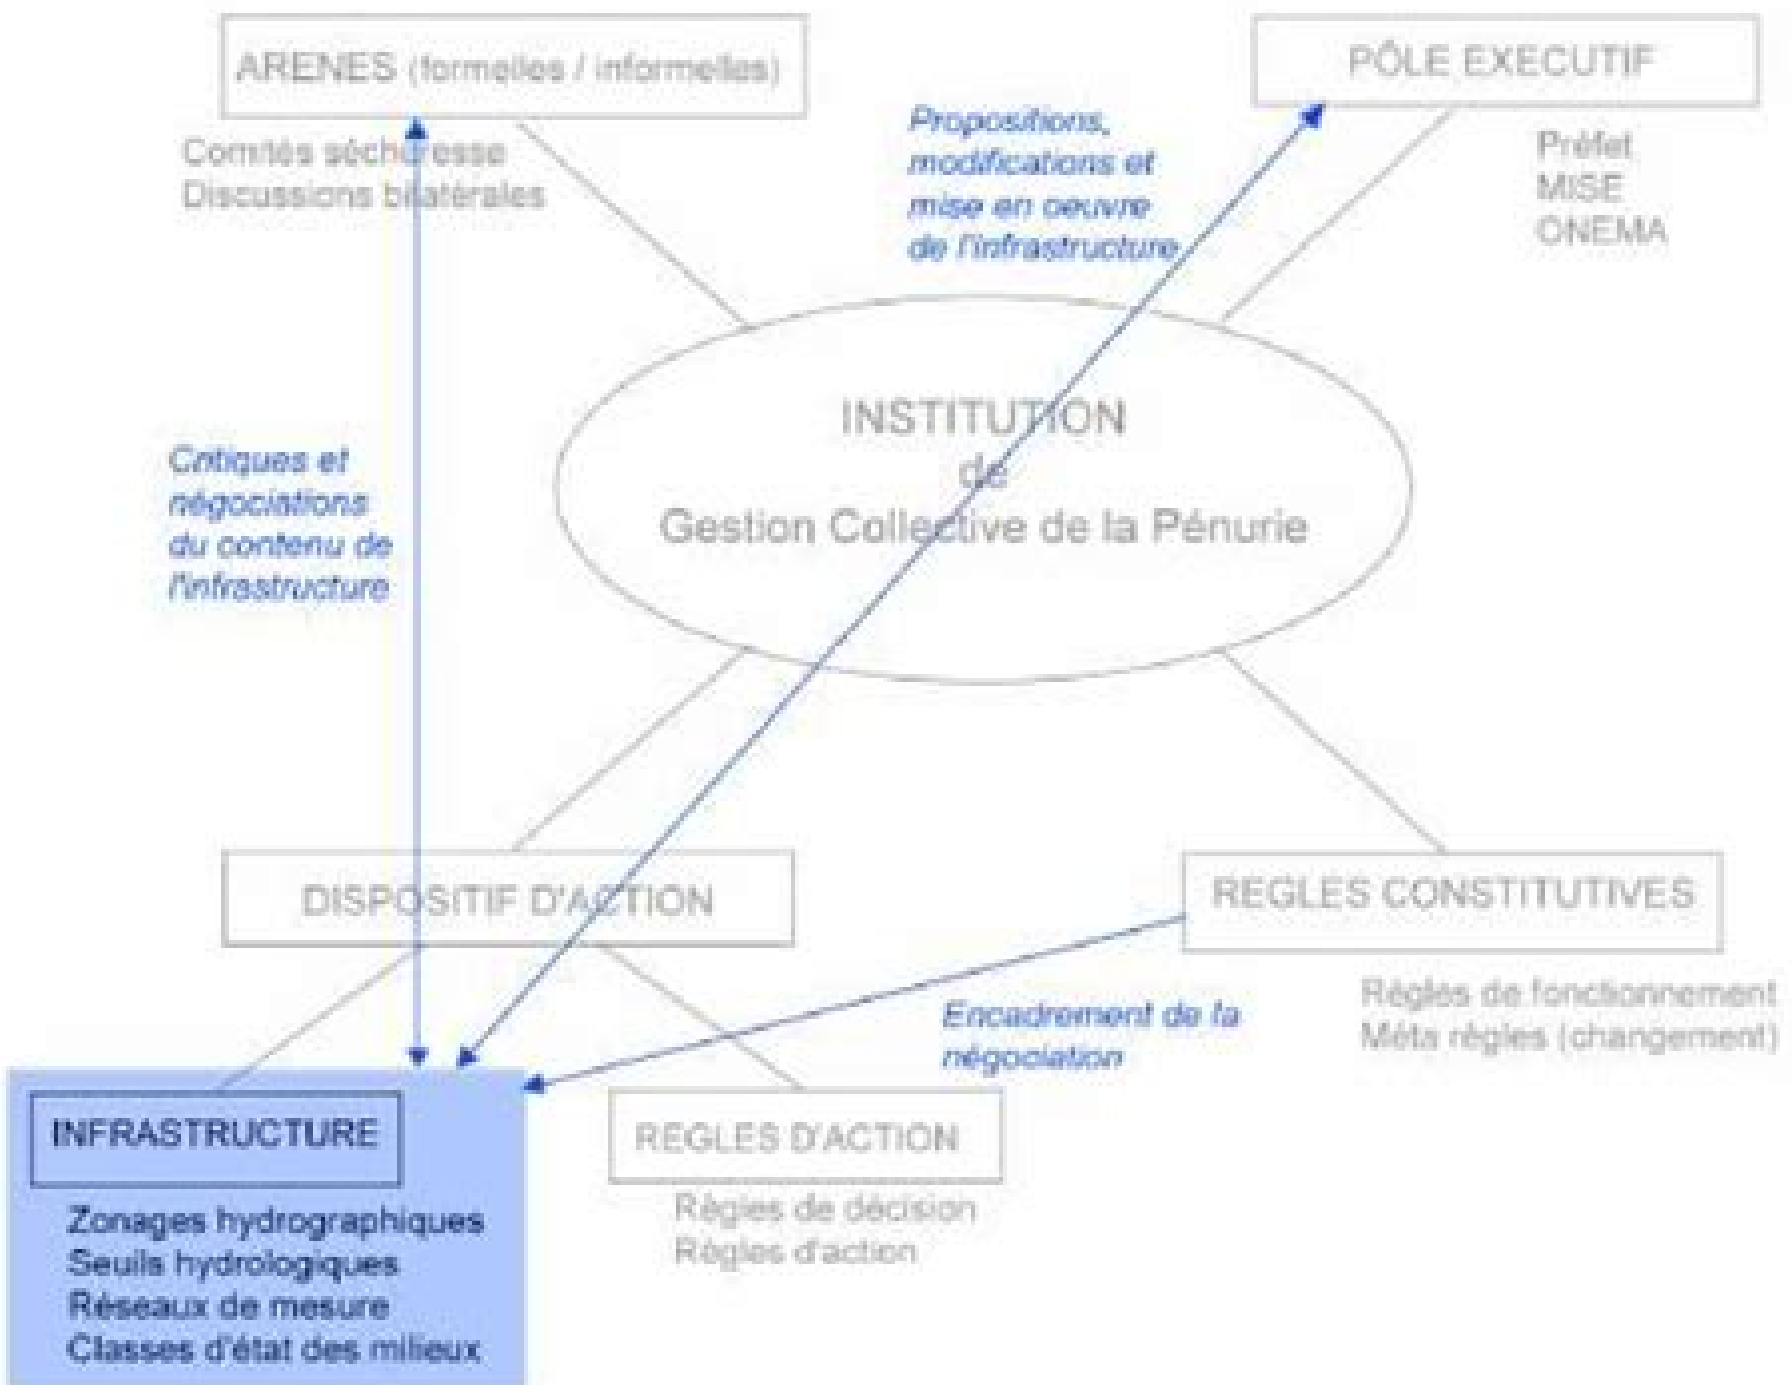 ARENES (formelles / informelles)
Comités sécheresse
Discussions bilatérales
PÔLE EXECUTIF
Préfet
MISE
ONEMA
Propositions,
modifications et
mise en oeuvre
de l'infrastructure
INSTITUTION
de
Gestion Collective de la Pénurie
Critiques et
négociations
du contenu de
l'infrastructure
DISPOSITIF D'ACTION
REGLES CONSTITUTIVES
Règles de fonctionnement
Méta règles (changement)
Encadrement de la
négociation
INFRASTRUCTURE
Zonages hydrographiques
Seuils hydrologiques
Réseaux de mesure
Classes d'état des milieux
REGLES D'ACTION
Règles de décision
Règles d'action